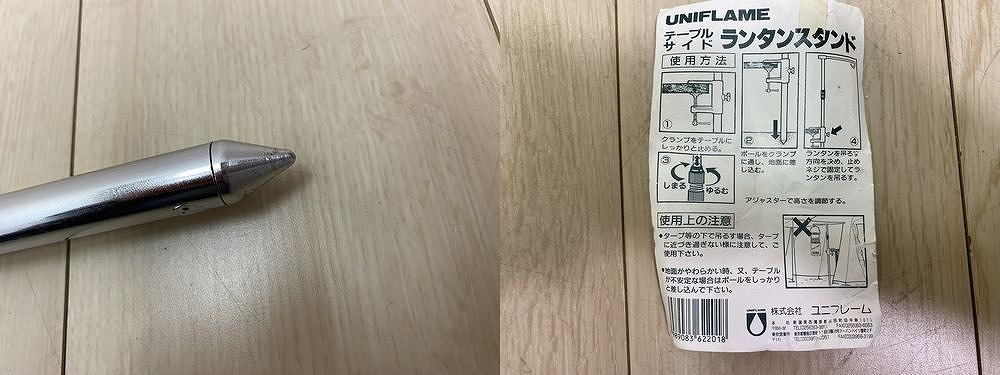 UNIFLAME
テーブル
サイド ランタンスタンド
使用方法
①
クランプをテーブルに
しっかりと止める。
②
ポールをクランプ
に通し、地面に差
し込む。
④
ランタンを吊るす
方向を決め、止め
ネジで固定してラ
ンタンを吊るす。
③
しまる ゆるむ
アジャスターで高さを調節する。
使用上の注意
●タープ等の下で吊るす場合、タープ
に近づき過ぎない様に注意して、ご
使用下さい。
●地面がやわらかい時、又、テーブル
が不安定な場合はポールをしっかり
と差し込んで下さい。
UNIFLAME
株式会社 ユニフレーム